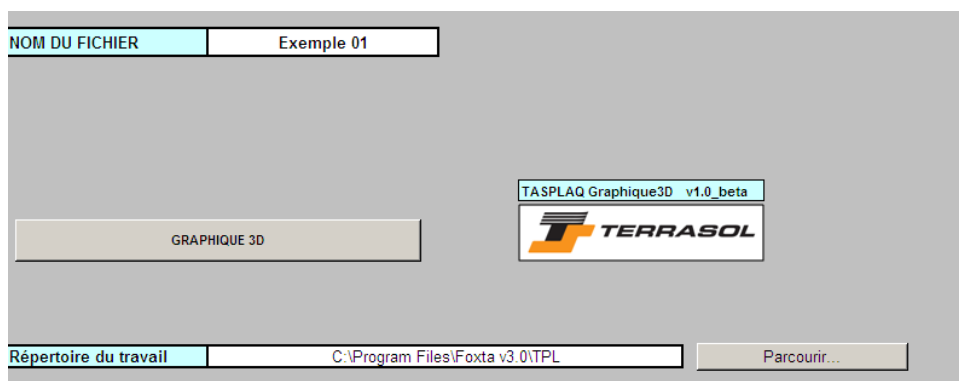 NOM DU FICHIER Exemple 01
TASPLAQ Graphique3D v1.0_beta
TERRASOL
GRAPHIQUE 3D
Répertoire du travail C:\Program Files\Foxta v3.0\TPL Parcourir...